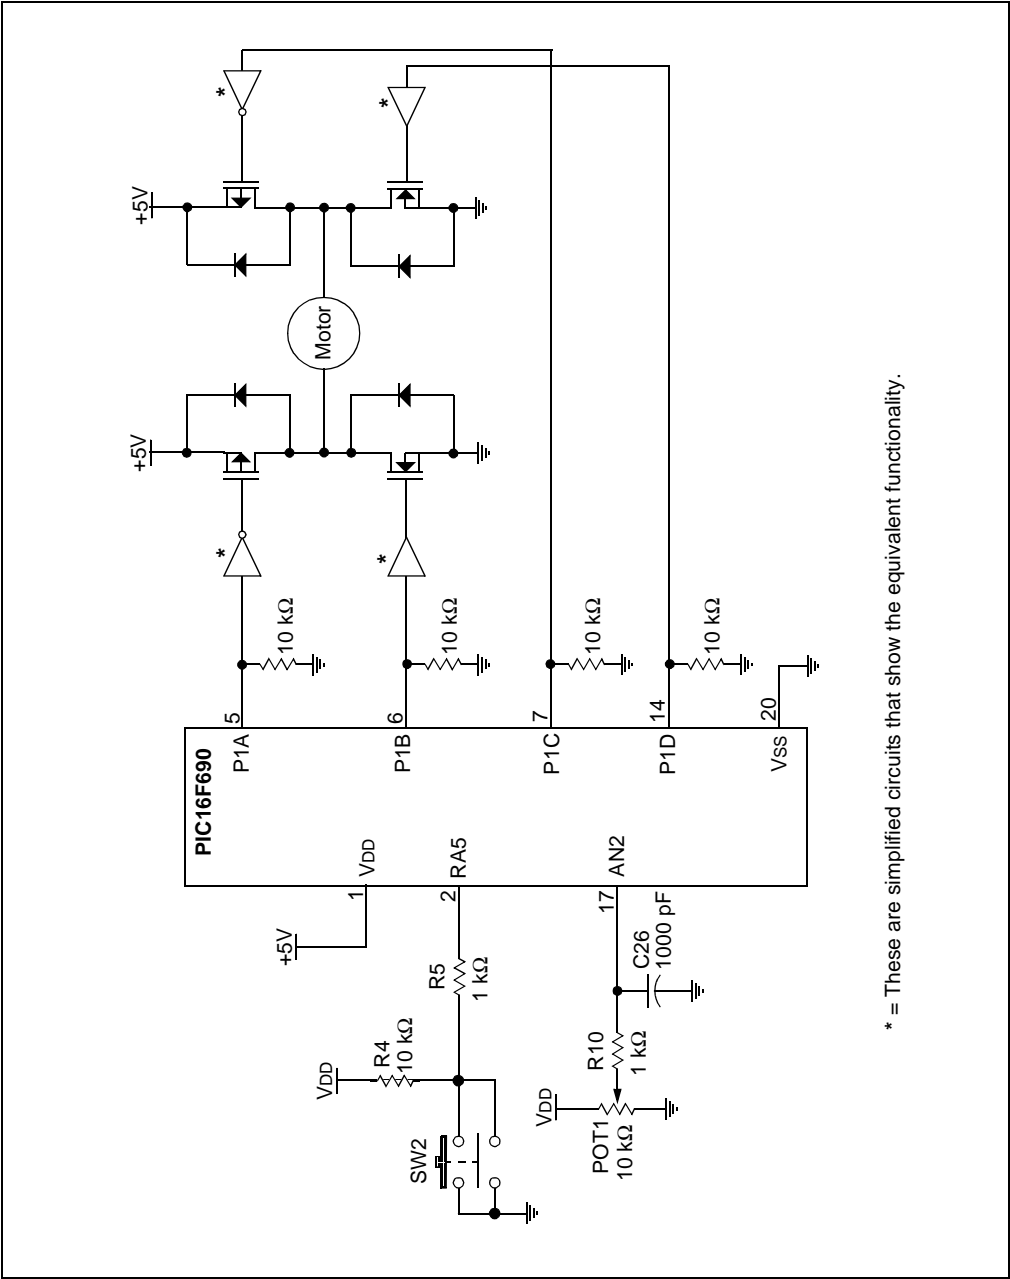 +5V
+5V
*
*
*
*
Motor
10 kΩ
10 kΩ
10 kΩ
10 kΩ
5
6
7
14
20
PIC16F690
P1A
P1B
P1C
P1D
VSS
VDD
RA5
AN2
1
2
17
+5V
R5
1 kΩ
C26
1000 pF
VDD
R4
10 kΩ
R10
1 kΩ
SW2
VDD
POT1
10 kΩ
* = These are simplified circuits that show the equivalent functionality.